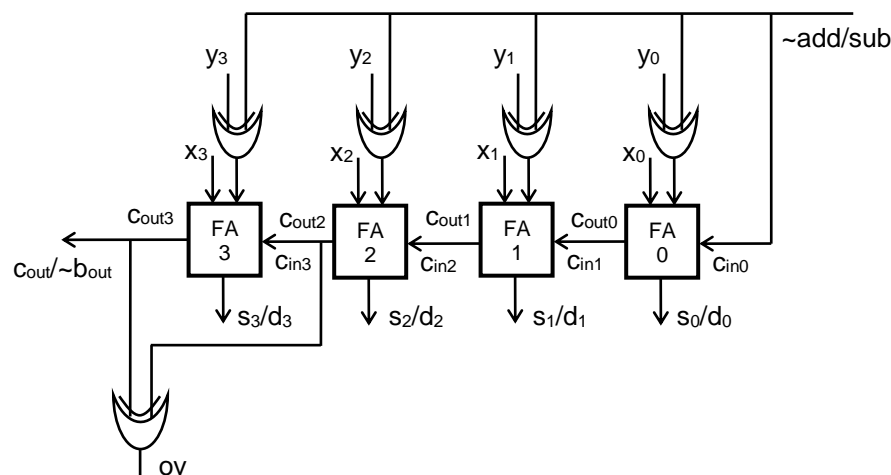 ~add/sub
y3 y2 y1 y0
x3 x2 x1 x0
cout3 FA 3 cout2 cin3 FA 2 cout1 cin2 FA 1 cout0 cin1 FA 0 cin0
cout/~bout
s3/d3 s2/d2 s1/d1 s0/d0
ov